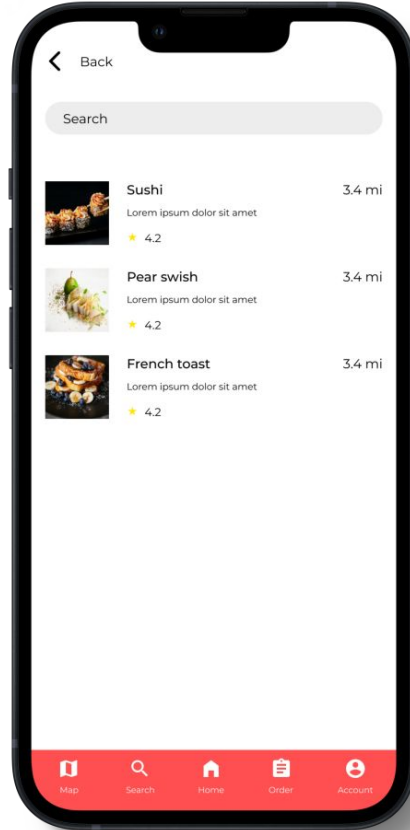 Back
Search
Sushi 3.4 mi
Lorem ipsum dolor sit amet
4.2
Pear swish 3.4 mi
Lorem ipsum dolor sit amet
4.2
French toast 3.4 mi
Lorem ipsum dolor sit amet
4.2
Map Search Home Order Account